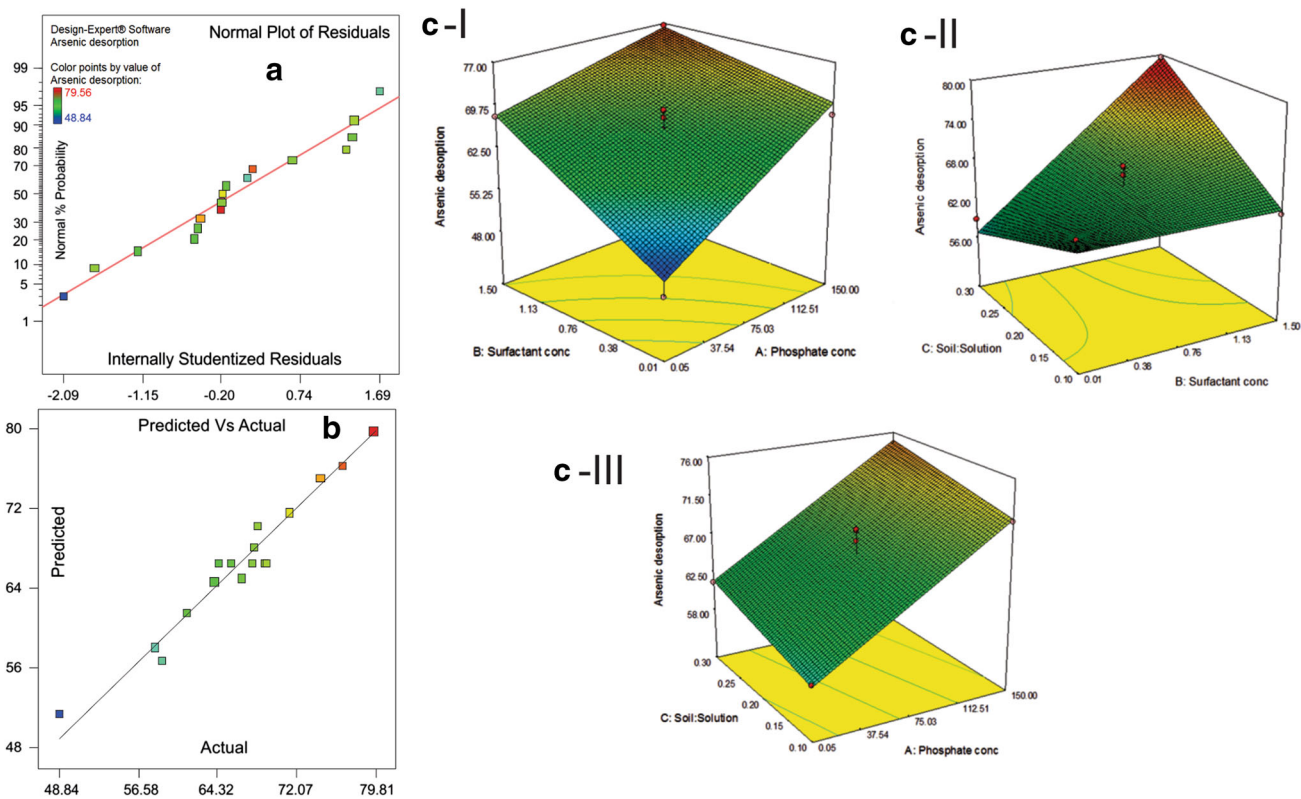 Design-Expert® Software
Arsenic desorption
Color points by value of
Arsenic desorption:
79.56
48.84
Normal Plot of Residuals
a
Normal % Probability
99
95
90
80
70
50
30
20
10
5
1
Internally Studentized Residuals
-2.09 -1.15 -0.20 0.74 1.69
Predicted Vs Actual
b
Predicted
80
72
64
56
48
Actual
48.84 56.58 64.32 72.07 79.81
c-I
Arsenic desoption
77.00
69.75
62.50
55.25
48.00
1.50
1.13
0.76
0.38
0.01
B: Surfactant conc
0.05
37.54
75.03
112.51
150.00
A: Phosphate conc
c-II
Arsenic desorption
80.00
74.00
68.00
62.00
56.00
0.30
0.25
0.20
0.15
0.10
C: Soil:Solution
0.01
0.38
0.76
1.13
1.50
B: Surfactant conc
c-III
Arsenic desoiption
76.00
71.50
67.00
62.50
58.00
0.30
0.25
0.20
0.15
0.10
C: Soil:Solution
0.05
37.54
75.03
112.51
150.00
A: Phosphate conc